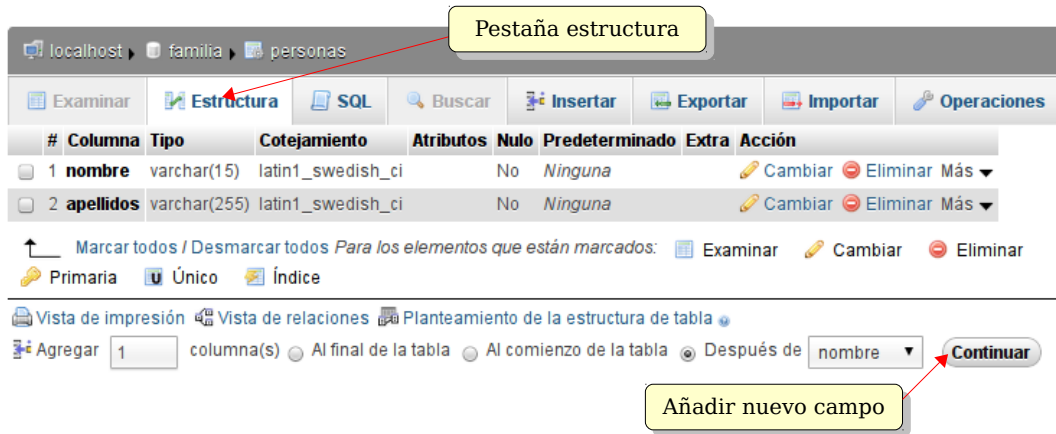 Pestaña estructura
localhost familia personas
Examinar Estructura SQL Buscar Insertar Exportar Importar Operaciones
# Columna Tipo Cotejamiento Atributos Nulo Predeterminado Extra Acción
1 nombre varchar(15) latin1_swedish_ci No Ninguna Cambiar Eliminar Más
2 apellidos varchar(255) latin1_swedish_ci No Ninguna Cambiar Eliminar Más
Marcar todos / Desmarcar todos Para los elementos que están marcados: Examinar Cambiar Eliminar
Primaria U Único Índice
Vista de impresión Vista de relaciones Planteamiento de la estructura de tabla
Agregar 1 columna(s) Al final de la tabla Al comienzo de la tabla Después de nombre Continuar
Añadir nuevo campo